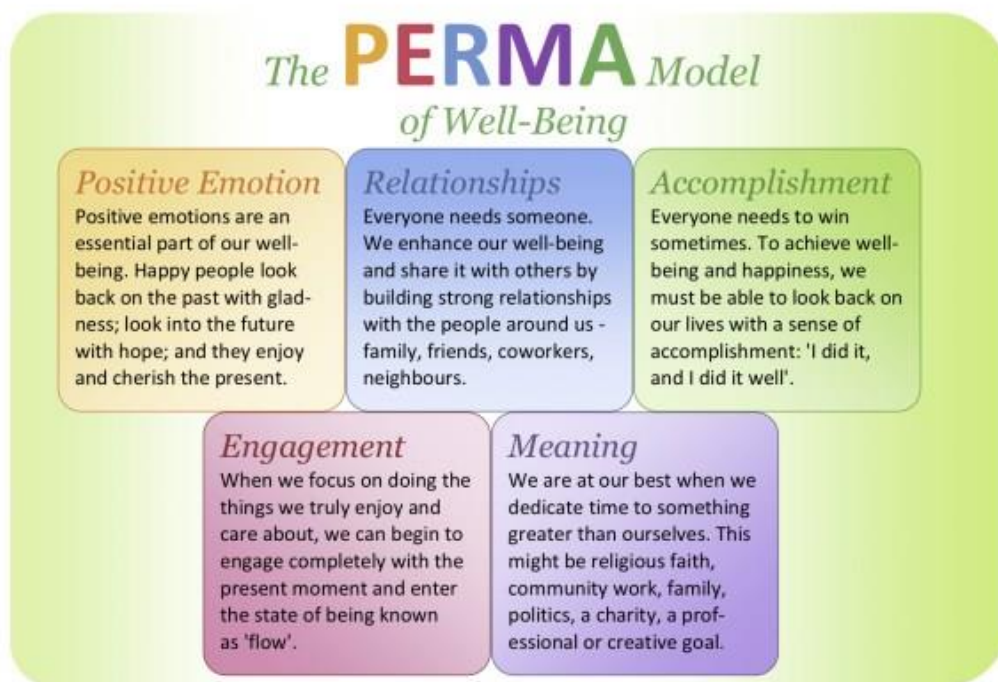 The PERMA Model
of Well-Being
Positive Emotion
Positive emotions are an
essential part of our well-
being. Happy people look
back on the past with glad-
ness; look into the future
with hope; and they enjoy
and cherish the present.
Relationships
Everyone needs someone.
We enhance our well-being
and share it with others by
building strong relationships
with the people around us -
family, friends, coworkers,
neighbours.
Accomplishment
Everyone needs to win
sometimes. To achieve well-
being and happiness, we
must be able to look back on
our lives with a sense of
accomplishment: 'I did it,
and I did it well'.
Engagement
When we focus on doing the
things we truly enjoy and
care about, we can begin to
engage completely with the
present moment and enter
the state of being known
as 'flow'.
Meaning
We are at our best when we
dedicate time to something
greater than ourselves. This
might be religious faith,
community work, family,
politics, a charity, a prof-
essional or creative goal.